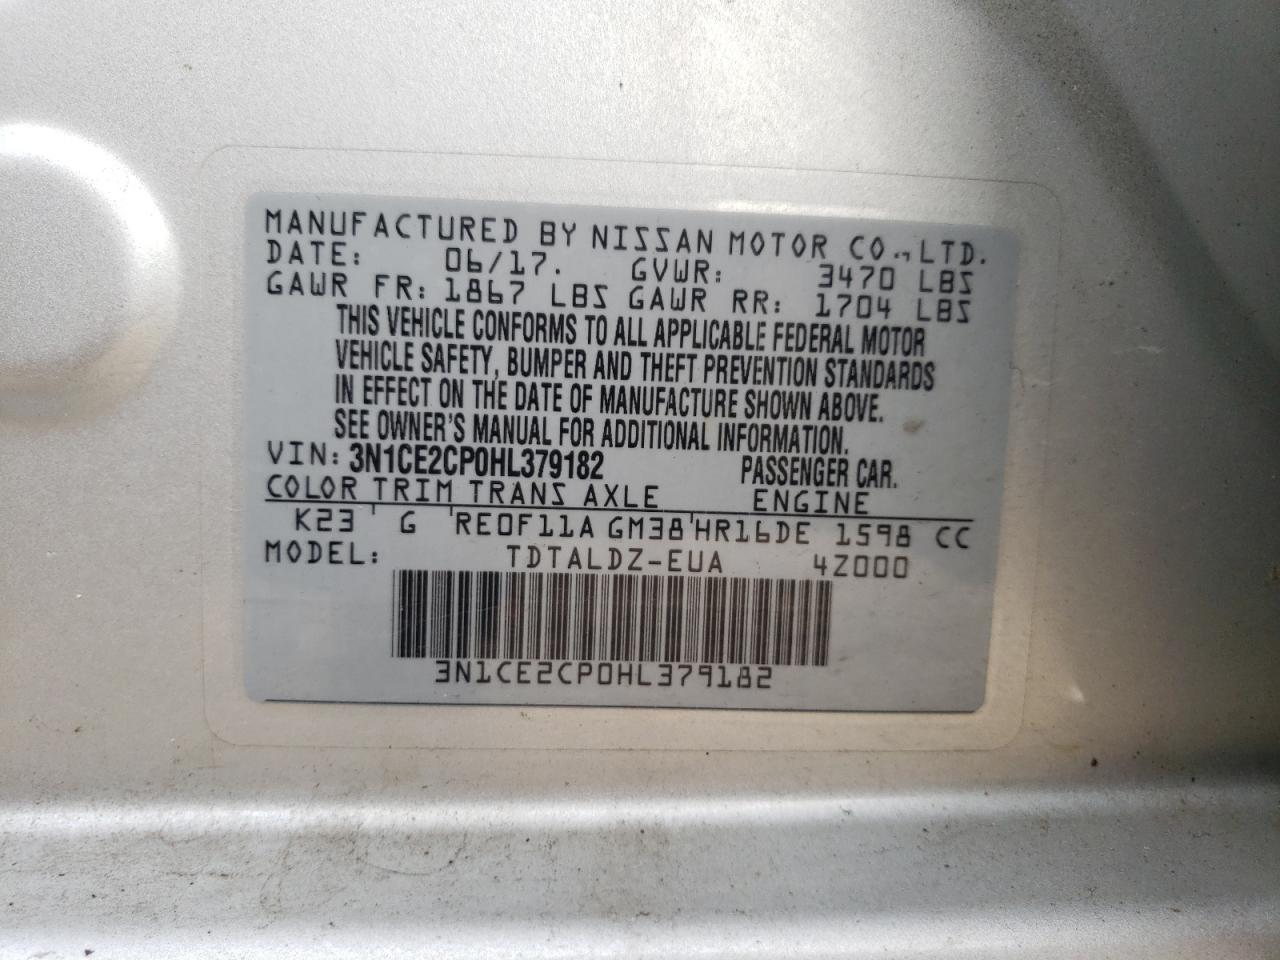 MANUFACTURED BY NISSAN MOTOR CO.,LTD.
DATE: 06/17. GVWR: 3470 LBS
GAWR FR: 1867 LBS GAWR RR: 1704 LBS
THIS VEHICLE CONFORMS TO ALL APPLICABLE FEDERAL MOTOR
VEHICLE SAFETY, BUMPER AND THEFT PREVENTION STANDARDS
IN EFFECT ON THE DATE OF MANUFACTURE SHOWN ABOVE.
SEE OWNER'S MANUAL FOR ADDITIONAL INFORMATION.
VIN: 3N1CE2CP0HL379182 PASSENGER CAR.
COLOR TRIM TRANS AXLE ENGINE
K23 G RE0F11A GM38 HR16DE 1598 CC
MODEL: TDTALDZ-EUA 4Z000
3N1CE2CP0HL379182